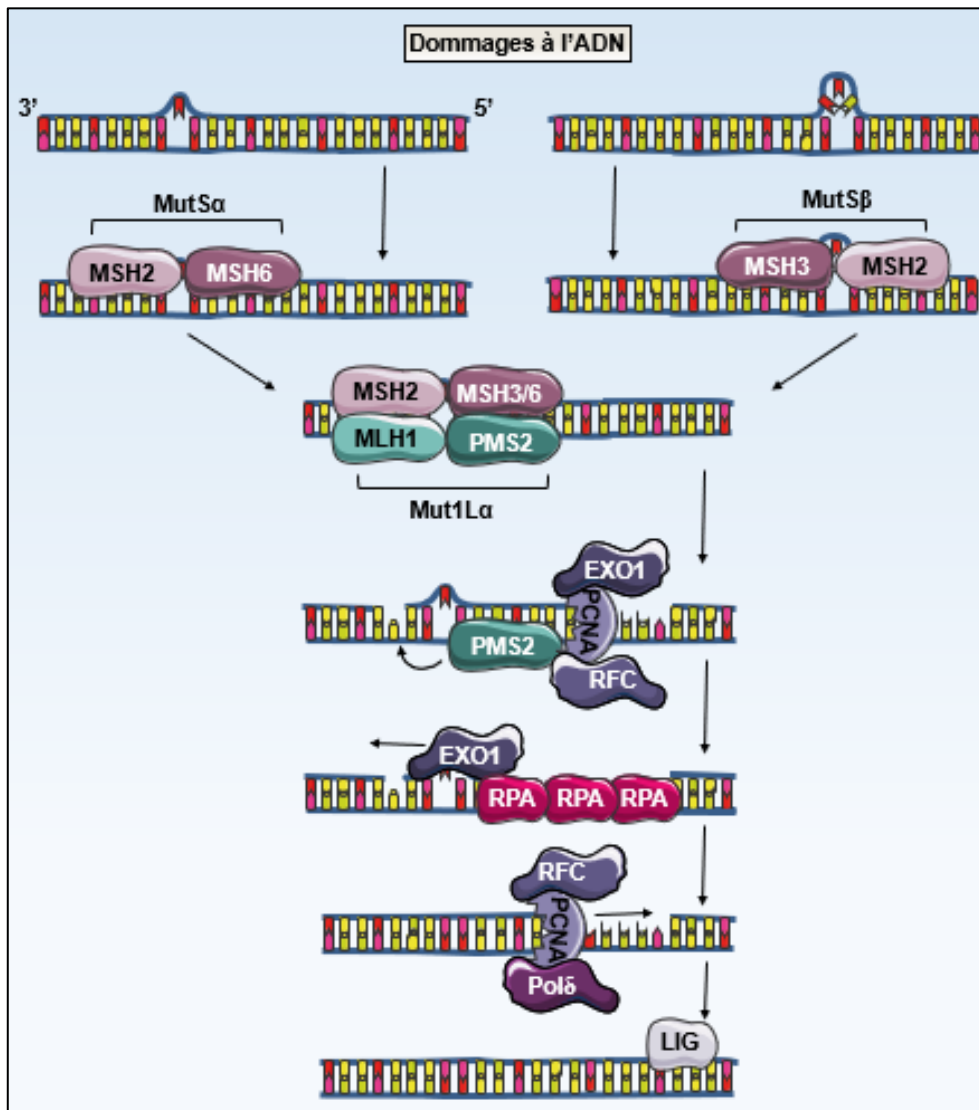 Dommages à l'ADN
3'
5'
MutSα
MSH2
MSH6
MutSβ
MSH3
MSH2
MSH2
MSH3/6
MLH1
PMS2
Mut1Lα
EXO1
PCNA
PMS2
RFC
EXO1
RPA
RPA
RPA
RFC
PCNA
Polδ
LIG